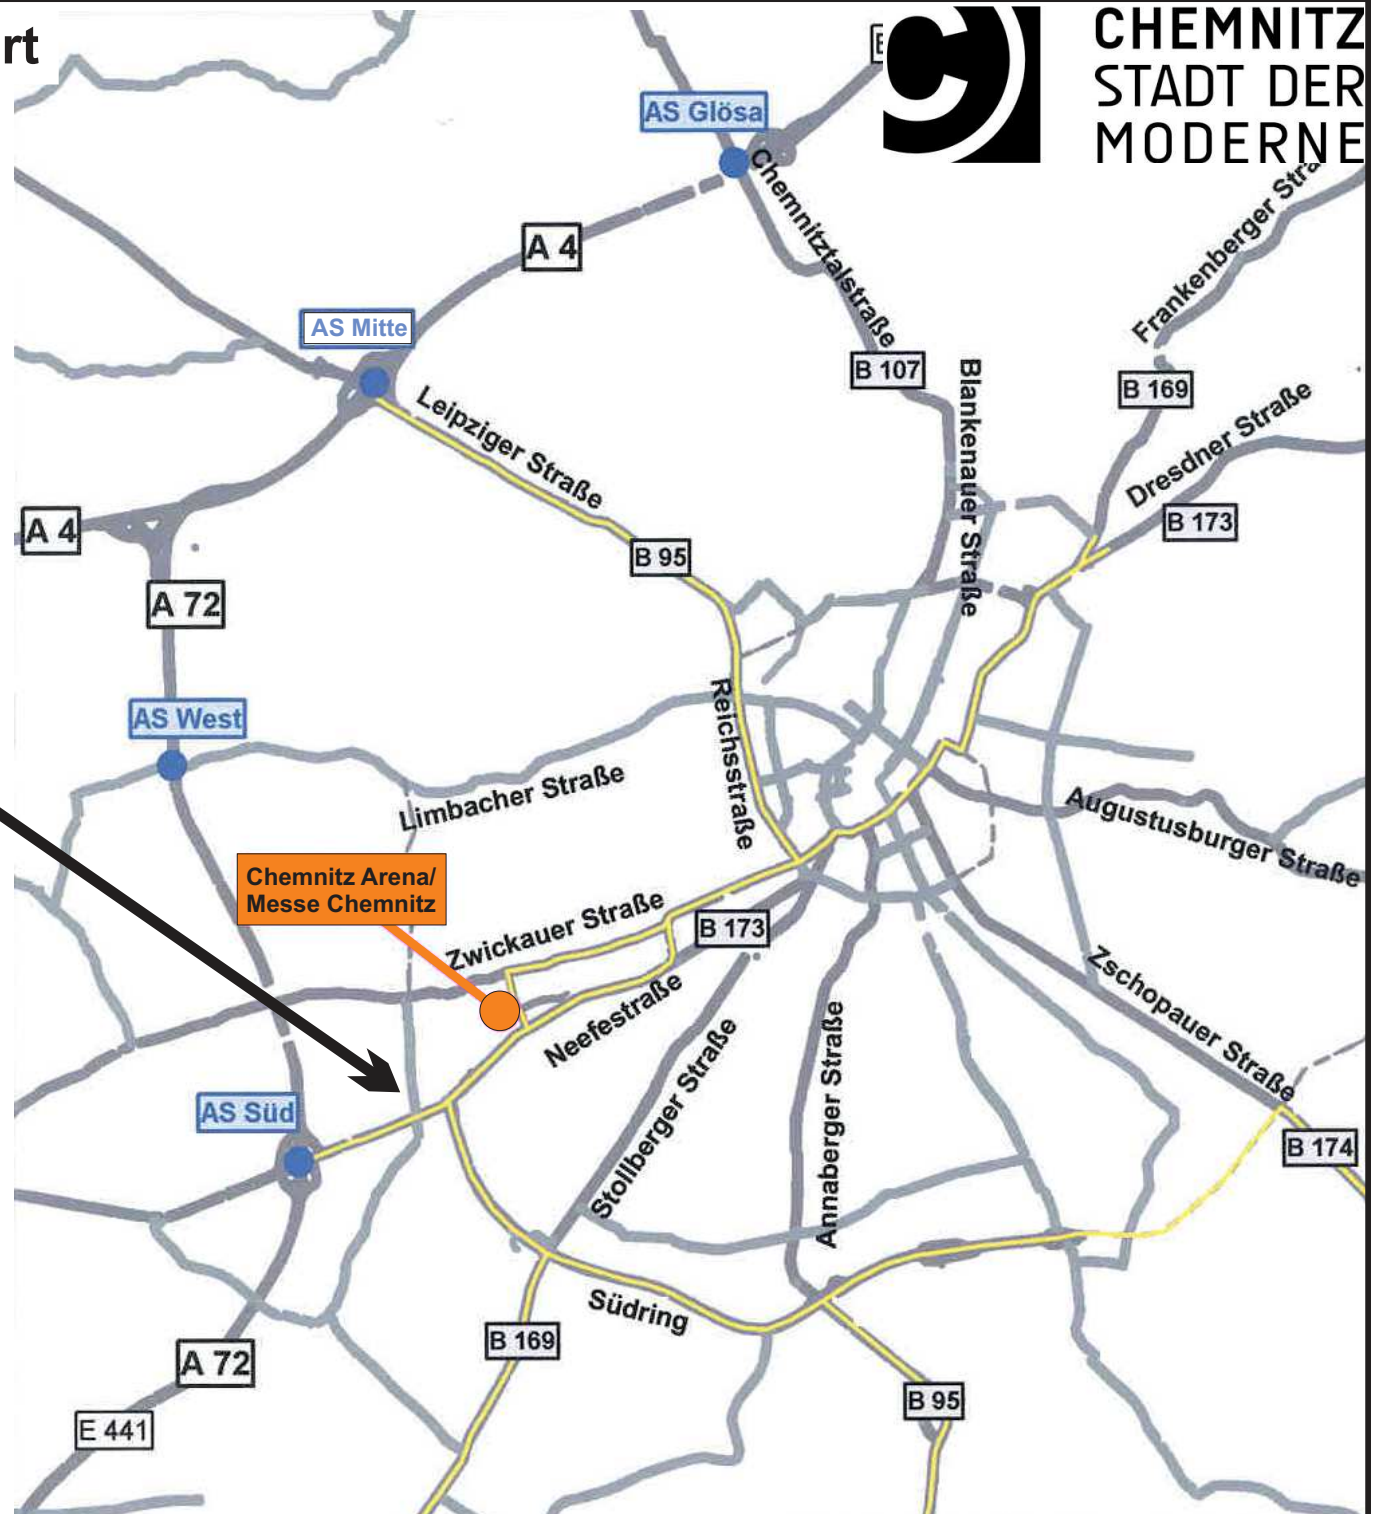 rt
CHEMNITZ
STADT DER
MODERNE
AS Glösa
Chemnitztalstraße
Frankenberger
A 4
AS Mitte
B 107
B 169
Leipziger Straße
Blankenauer Straße
Dresdner Straße
A 4
B 173
B 95
A 72
AS West
Reichsstraße
Limbacher Straße
Augustusburger Straße
Chemnitz Arena/
Messe Chemnitz
Zwickauer Straße
B 173
Neefestraße
Zschopauer Straße
Stollberger Straße
Annaberger Straße
AS Süd
B 174
Südring
B 169
A 72
B 95
E 441